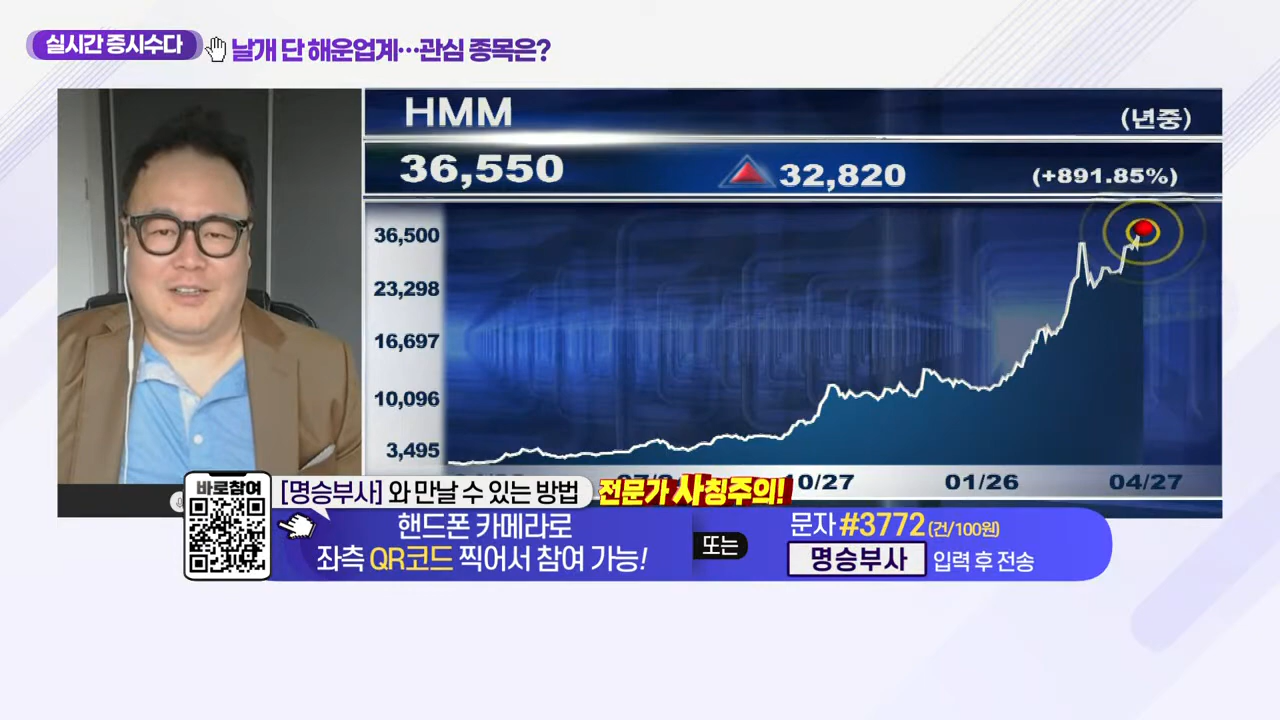 실시간 증시수다
날개 단 해운업계…관심 종목은?
HMM
(년중)
36,550
32,820
(+891.85%)
36,500
23,298
16,697
10,096
3,495
0/27
01/26
04/27
바로참여
[명승부사] 와 만날 수 있는 방법
전문가 사칭주의!
핸드폰 카메라로
좌측 QR코드 찍어서 참여 가능!
또는
문자 #3772 (건/100원)
명승부사 입력 후 전송